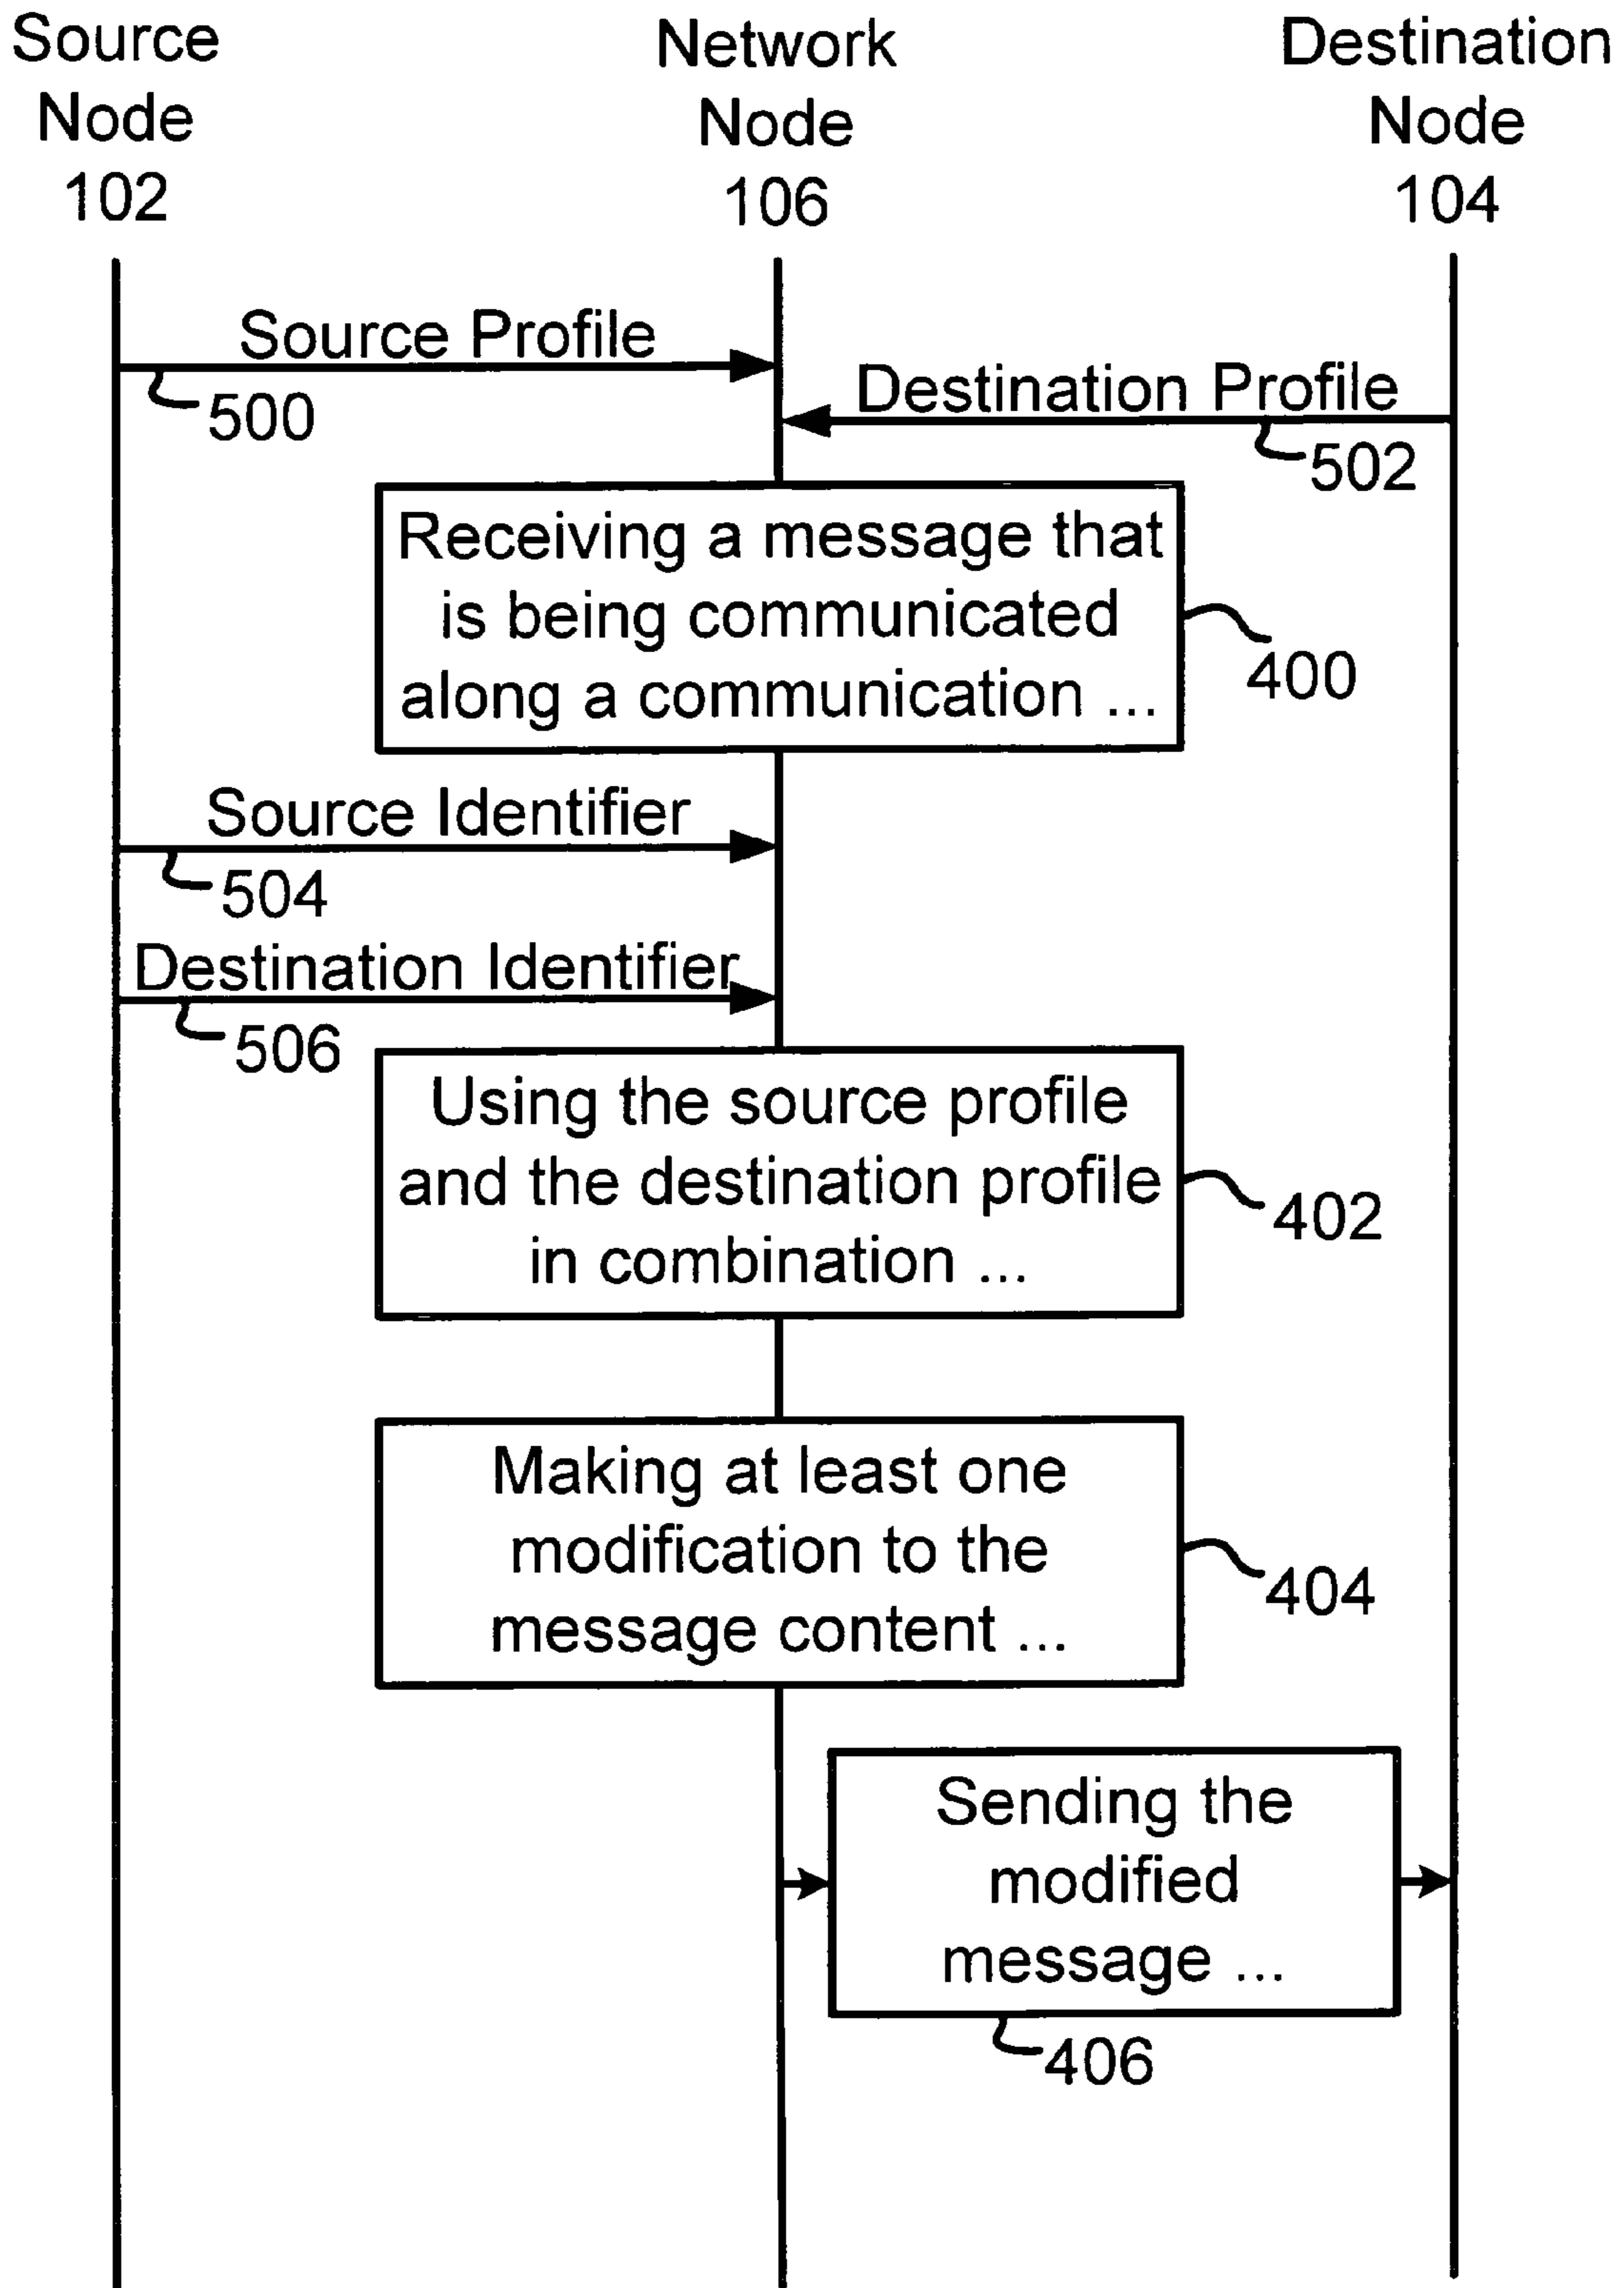 Source
Node
102
Network
Node
106
Destination
Node
104
Source Profile
500
Destination Profile
502
Receiving a message that
is being communicated
along a communication ...
400
Source Identifier
504
Destination Identifier
506
Using the source profile
and the destination profile
in combination ...
402
Making at least one
modification to the
message content ...
404
Sending the
modified
message ...
406